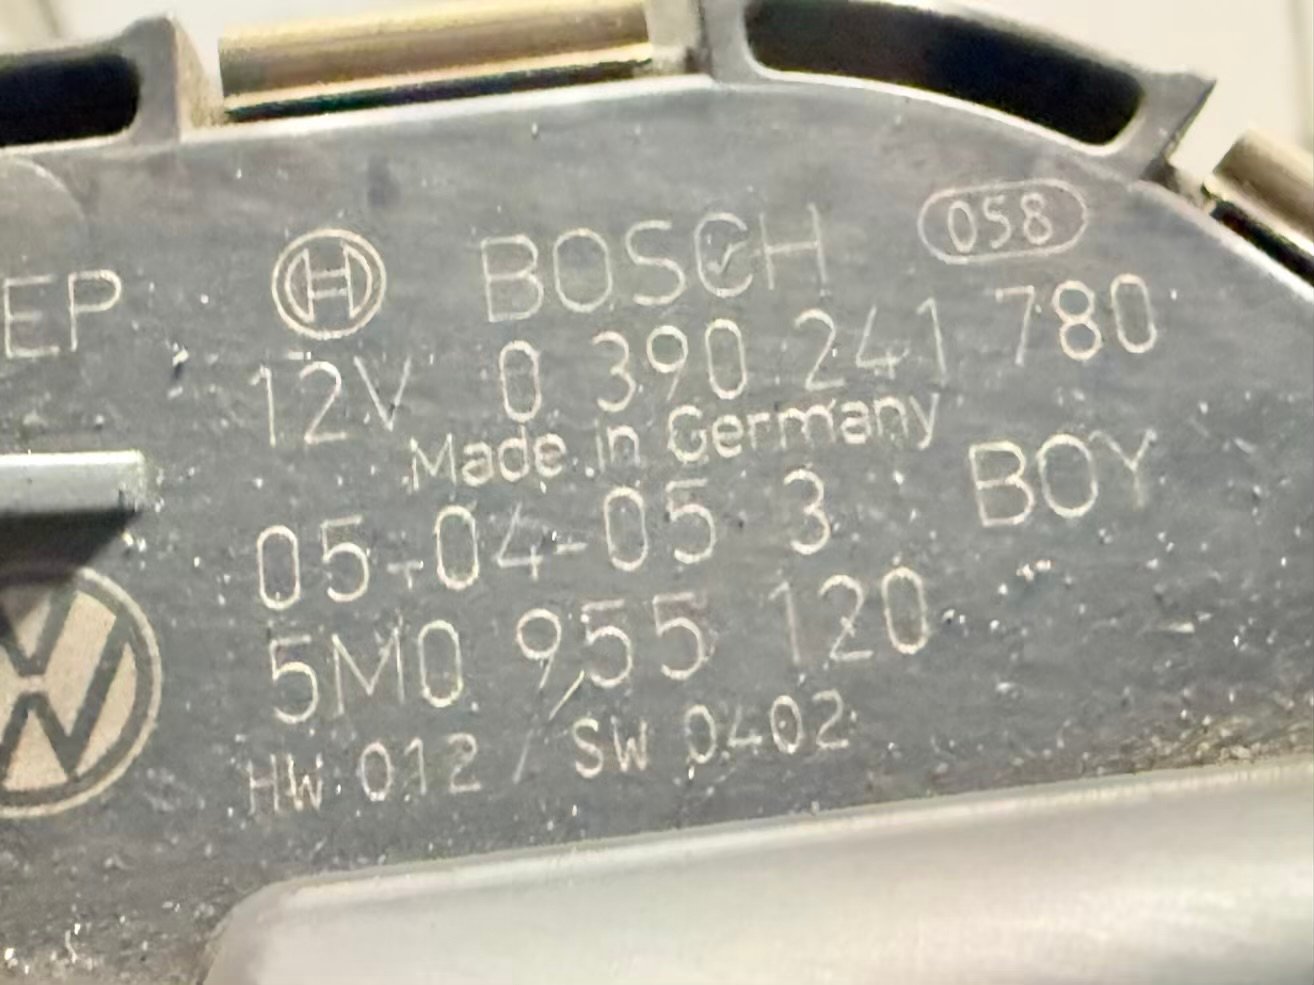 EP
BOSCH 058
12V 0 390 241 780
Made in Germany
05-04-05 3 BOY
5M0 955 120
HW 012 / SW 0402